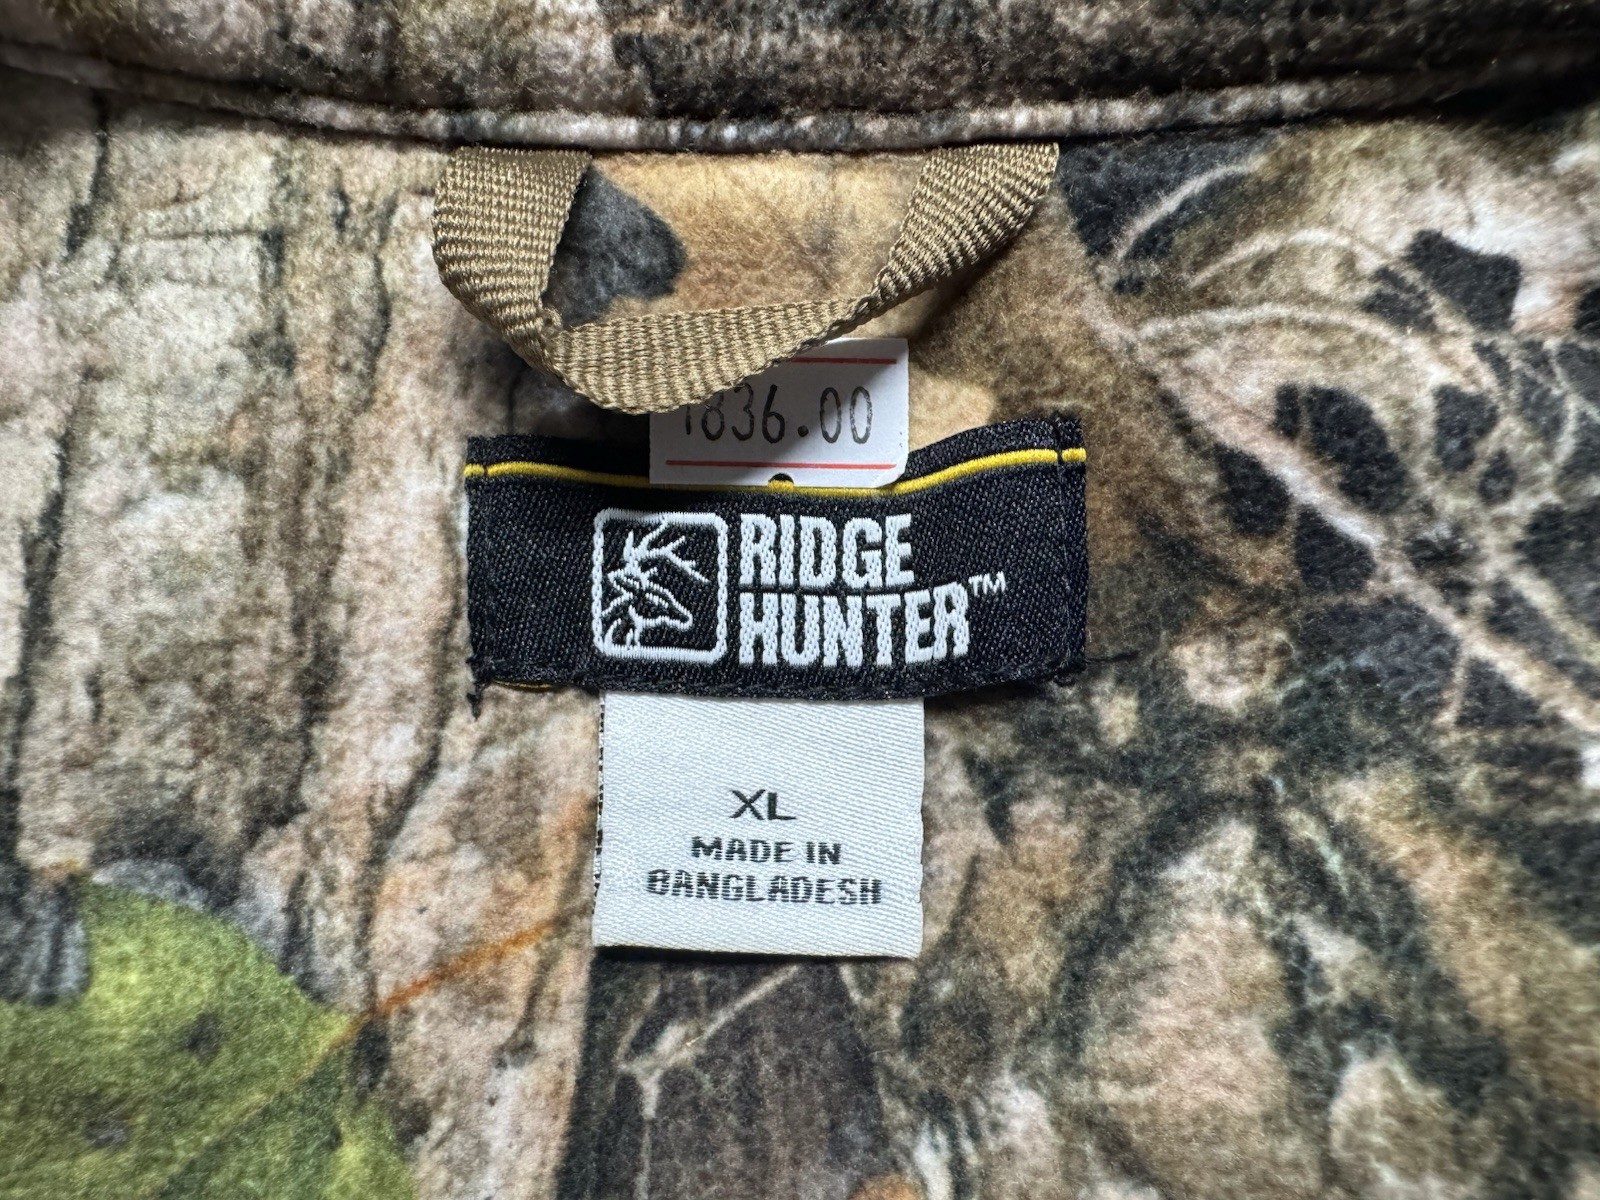 1836.00
RIDGE
HUNTER™
XL
MADE IN
BANGLADESH